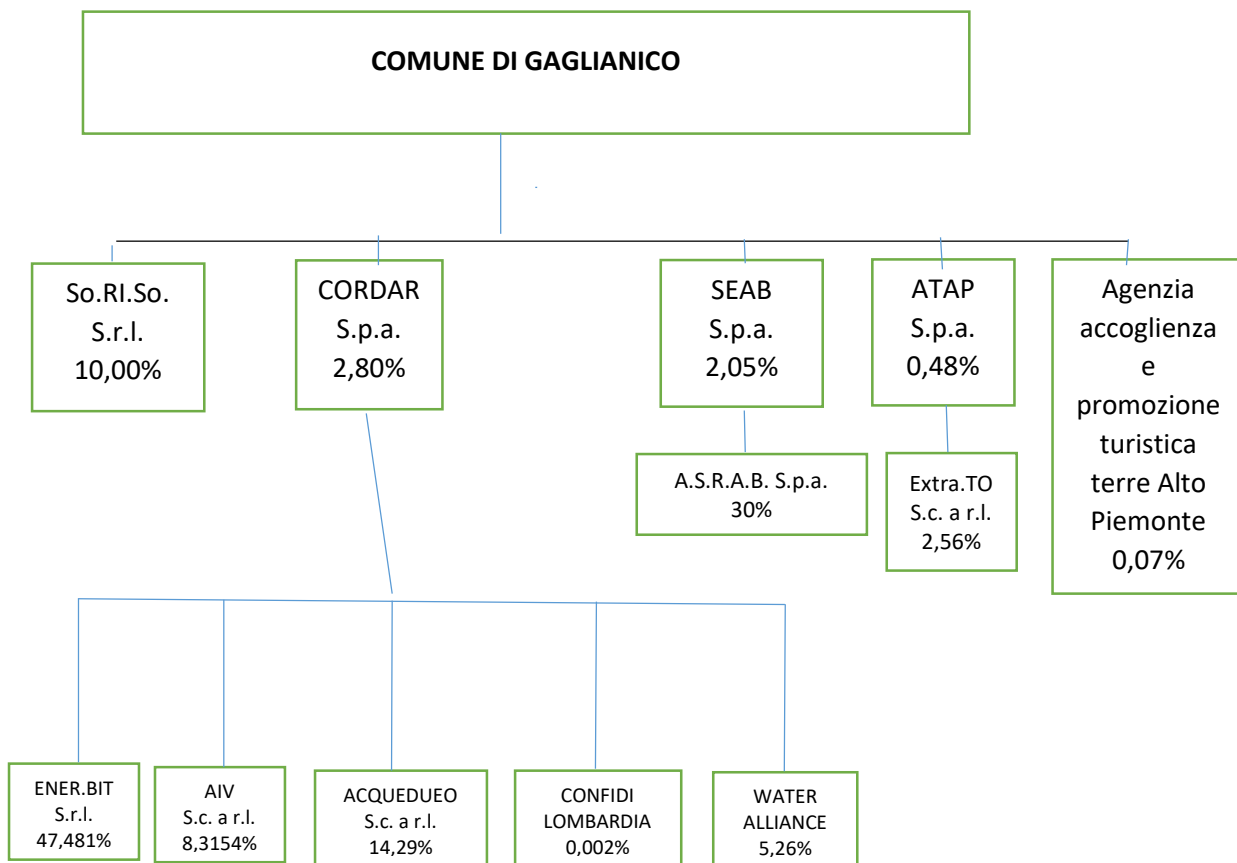 COMUNE DI GAGLIANICO
So.RI.So.
S.r.l.
10,00%
CORDAR
S.p.a.
2,80%
SEAB
S.p.a.
2,05%
ATAP
S.p.a.
0,48%
Agenzia
accoglienza
e
promozione
turistica
terre Alto
Piemonte
0,07%
A.S.R.A.B. S.p.a.
30%
Extra.TO
S.c. a r.l.
2,56%
ENER.BIT
S.r.l.
47,481%
AIV
S.c. a r.l.
8,3154%
ACQUEDUEO
S.c. a r.l.
14,29%
CONFIDI
LOMBARDIA
0,002%
WATER
ALLIANCE
5,26%